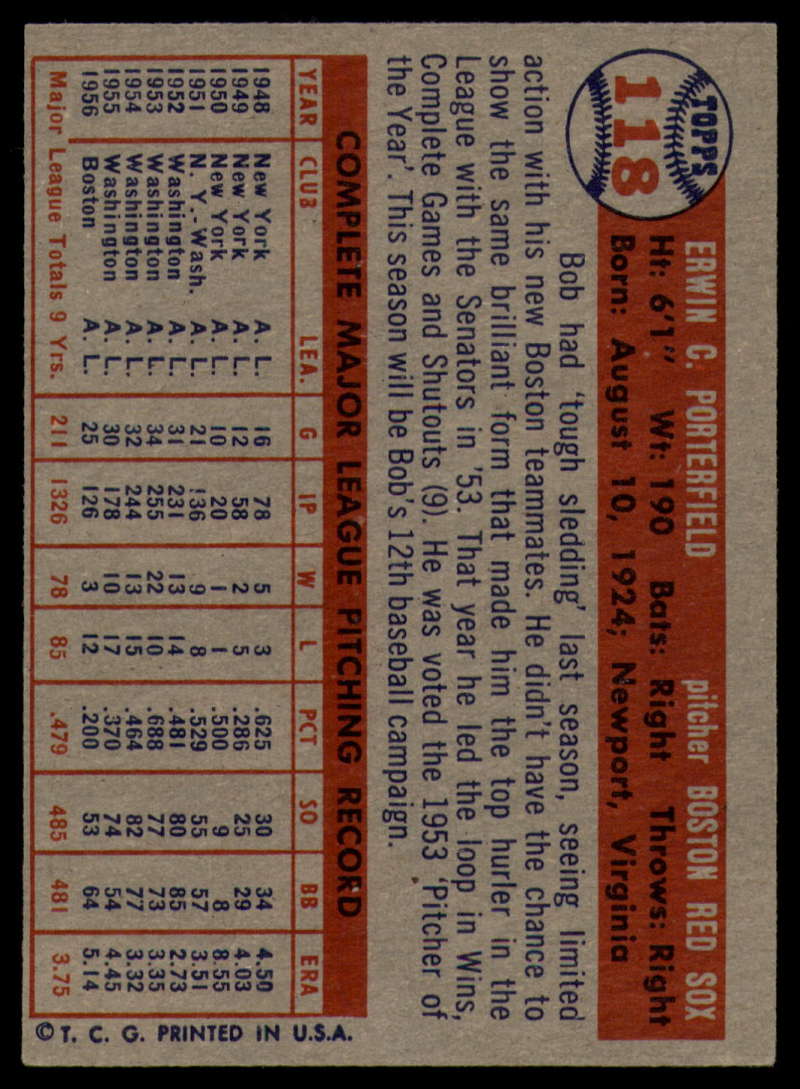 TOPPS
118
ERWIN C. PORTERFIELD pitcher BOSTON RED SOX
Ht: 6'1" Wt: 190 Bats: Right Throws: Right
Born: August 10, 1924; Newport, Virginia
Bob had 'tough sledding' last season, seeing limited
action with his new Boston teammates. He didn't have the chance to
show the same brilliant form that made him the top hurler in the
League with the Senators in '53. That year he led the loop in Wins,
Complete Games and Shutouts (9). He was voted the 1953 'Pitcher of
the Year'. This season will be Bob's 12th baseball campaign.
COMPLETE MAJOR LEAGUE PITCHING RECORD
YEAR CLUB LEA. G IP W L PCT SO BB ERA
1948 New York A. L. 16 78 5 3 .625 30 34 4.50
1949 New York A. L. 12 58 2 5 .286 25 29 4.03
1950 New York A. L. 10 20 1 1 .500 9 8 8.55
1951 N. Y.-Wash. A. L. 21 136 9 8 .529 55 57 3.51
1952 Washington A. L. 31 231 13 14 .481 80 85 2.73
1953 Washington A. L. 34 255 22 10 .688 77 73 3.35
1954 Washington A. L. 32 244 13 15 .464 82 77 3.32
1955 Washington A. L. 30 178 10 17 .370 74 54 4.45
1956 Boston A. L. 25 126 3 12 .200 53 64 5.14
Major League Totals 9 Yrs. 211 1326 78 85 .479 485 481 3.75
© T. C. G. PRINTED IN U.S.A.